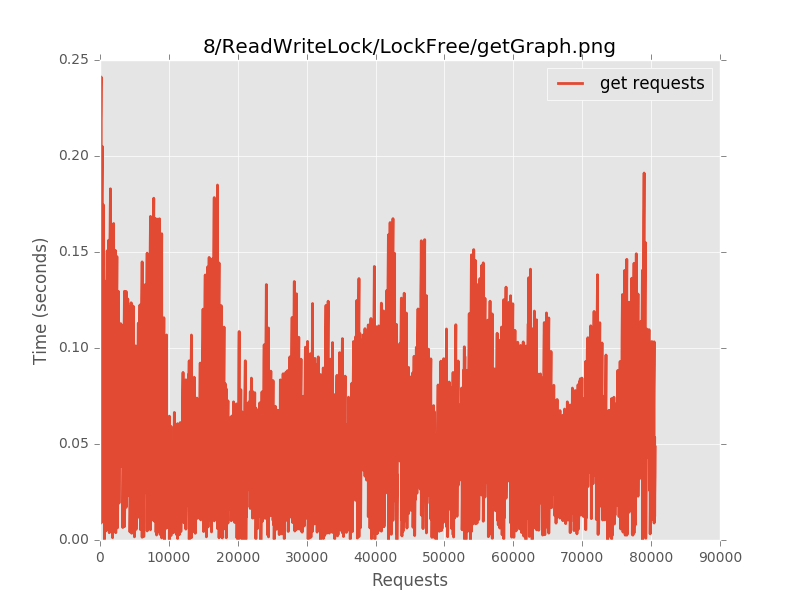 8/ReadWriteLock/LockFree/getGraph.png
get requests
0.25
0.20
0.15
0.10
0.05
0.00
Time (seconds)
0 10000 20000 30000 40000 50000 60000 70000 80000 90000
Requests